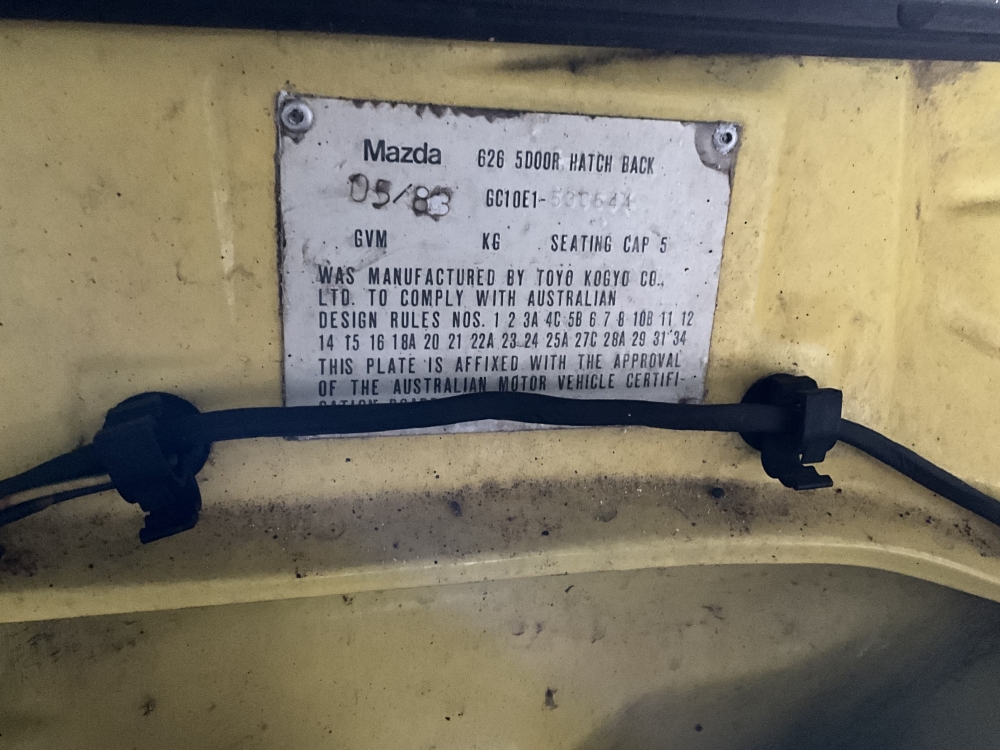 Mazda 626 5DOOR HATCH BACK
05/83 GC10E1-
GVM KG SEATING CAP 5
WAS MANUFACTURED BY TOYO KOGYO CO.,
LTD. TO COMPLY WITH AUSTRALIAN
DESIGN RULES NOS. 1 2 3A 4C 5B 6 7 8 10B 11 12
14 15 16 18A 20 21 22A 23 24 25A 27C 28A 29 31 34
THIS PLATE IS AFFIXED WITH THE APPROVAL
OF THE AUSTRALIAN MOTOR VEHICLE CERTIFI-